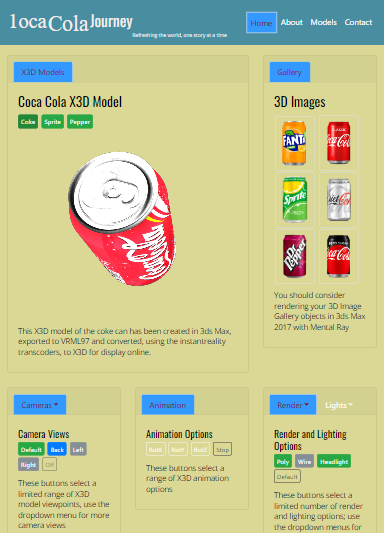 1oca Cola Journey
Refreshing the world, one story at a time
Home About Models Contact
X3D Models
Coca Cola X3D Model
Coke Sprite Pepper
This X3D model of the coke can has been created in 3ds Max,
exported to VRML97 and converted, using the instantreality
transcoders, to X3D for display online.
Gallery
3D Images
FANTA
CLASSIC
Coca-Cola
Sprite
Diet Coke
Dr Pepper
Coca-Cola
You should consider
rendering your 3D Image
Gallery objects in 3ds Max
2017 with Mental Ray
Cameras
Camera Views
Default Back Left
Right Off
These buttons select a
limited range of X3D
model viewpoints, use the
dropdown menu for more
camera views
Animation
Animation Options
RotX RotY RotZ Stop
These buttons select a
range of X3D animation
options
Render Lights
Render and Lighting
Options
Poly Wire Headlight
Default
These buttons select a
limited number of render
and lighting options; use
the dropdown menus for